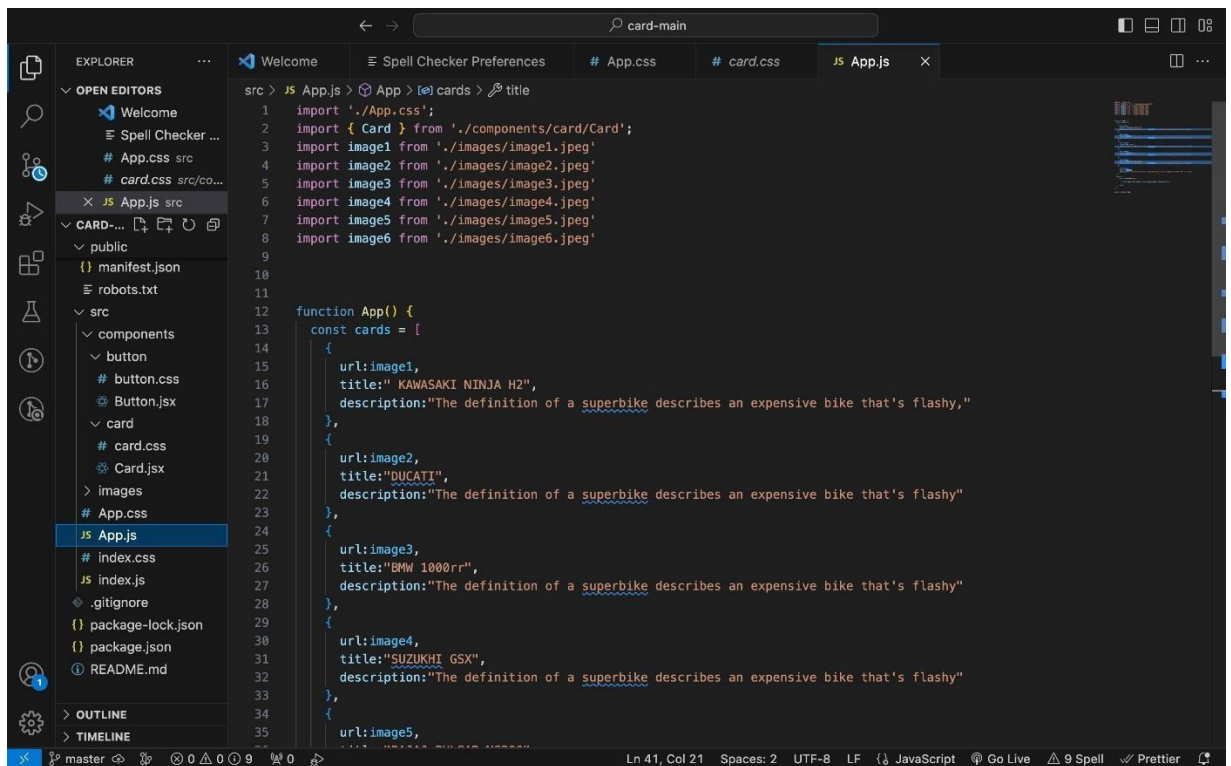 card-main
EXPLORER
OPEN EDITORS
Welcome
Spell Checker ...
# App.css src
# card.css src/co...
JS App.js src
CARD-...
public
{} manifest.json
robots.txt
src
components
button
# button.css
Button.jsx
card
# card.css
Card.jsx
images
# App.css
JS App.js
# index.css
JS index.js
.gitignore
{} package-lock.json
{} package.json
README.md
OUTLINE
TIMELINE
Welcome
Spell Checker Preferences
# App.css
# card.css
JS App.js
src > JS App.js > App > cards > title
1 import './App.css';
2 import { Card } from './components/card/Card';
3 import image1 from './images/image1.jpeg'
4 import image2 from './images/image2.jpeg'
5 import image3 from './images/image3.jpeg'
6 import image4 from './images/image4.jpeg'
7 import image5 from './images/image5.jpeg'
8 import image6 from './images/image6.jpeg'
9
10
11
12 function App() {
13 const cards = [
14 {
15 url:image1,
16 title:" KAWASAKI NINJA H2",
17 description:"The definition of a superbike describes an expensive bike that's flashy,"
18 },
19 {
20 url:image2,
21 title:"DUCATI",
22 description:"The definition of a superbike describes an expensive bike that's flashy"
23 },
24 {
25 url:image3,
26 title:"BMW 1000rr",
27 description:"The definition of a superbike describes an expensive bike that's flashy"
28 },
29 {
30 url:image4,
31 title:"SUZUKHI GSX",
32 description:"The definition of a superbike describes an expensive bike that's flashy"
33 },
34 {
35 url:image5,
1
master 0 0 9 0
Ln 41, Col 21 Spaces: 2 UTF-8 LF {} JavaScript Go Live 9 Spell Prettier